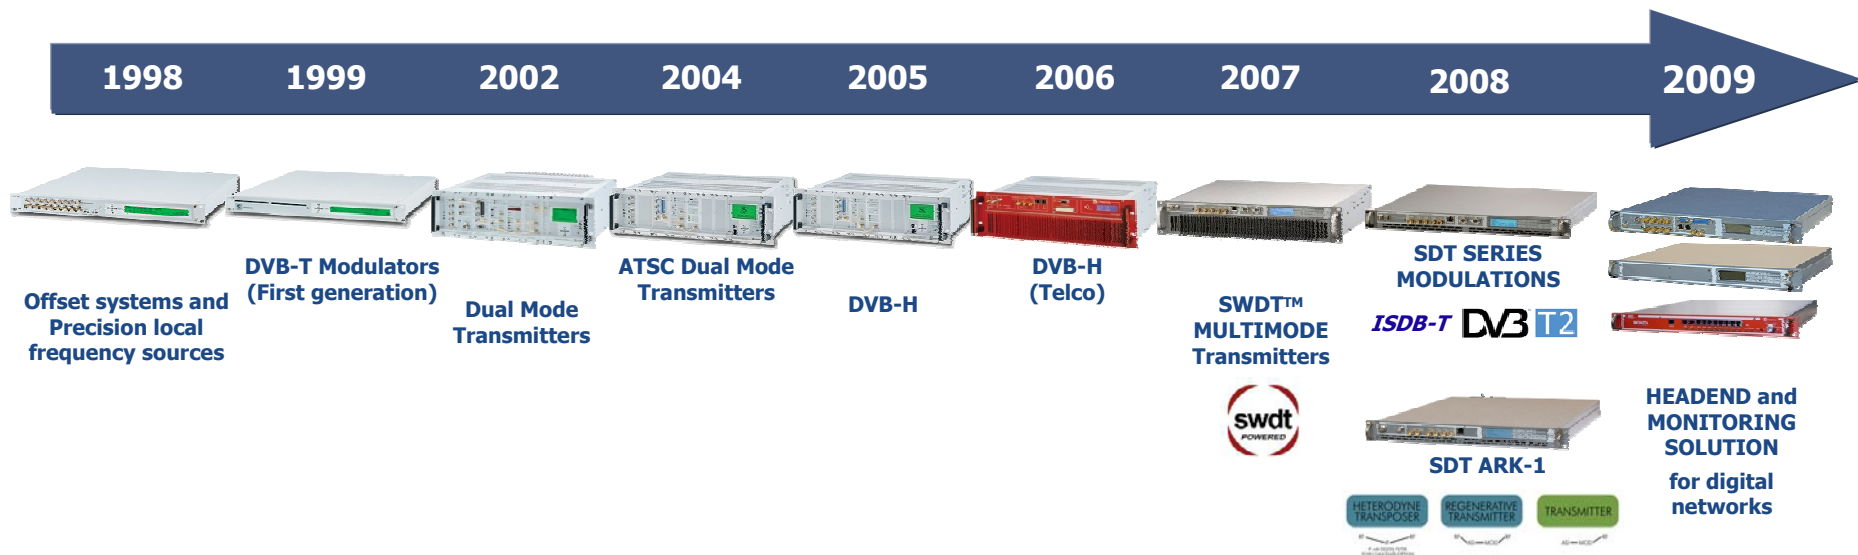 1998
1999
2002
2004
2005
2006
2007
2008
2009
Offset systems and
Precision local
frequency sources
DVB-T Modulators
(First generation)
Dual Mode
Transmitters
ATSC Dual Mode
Transmitters
DVB-H
DVB-H
(Telco)
SWDT™
MULTIMODE
Transmitters
swdt
POWERED
SDT SERIES
MODULATIONS
ISDB-T DVB T2
SDT ARK-1
HETERODYNE
TRANSPOSER
REGENERATIVE
TRANSMITTER
TRANSMITTER
HEADEND and
MONITORING
SOLUTION
for digital
networks